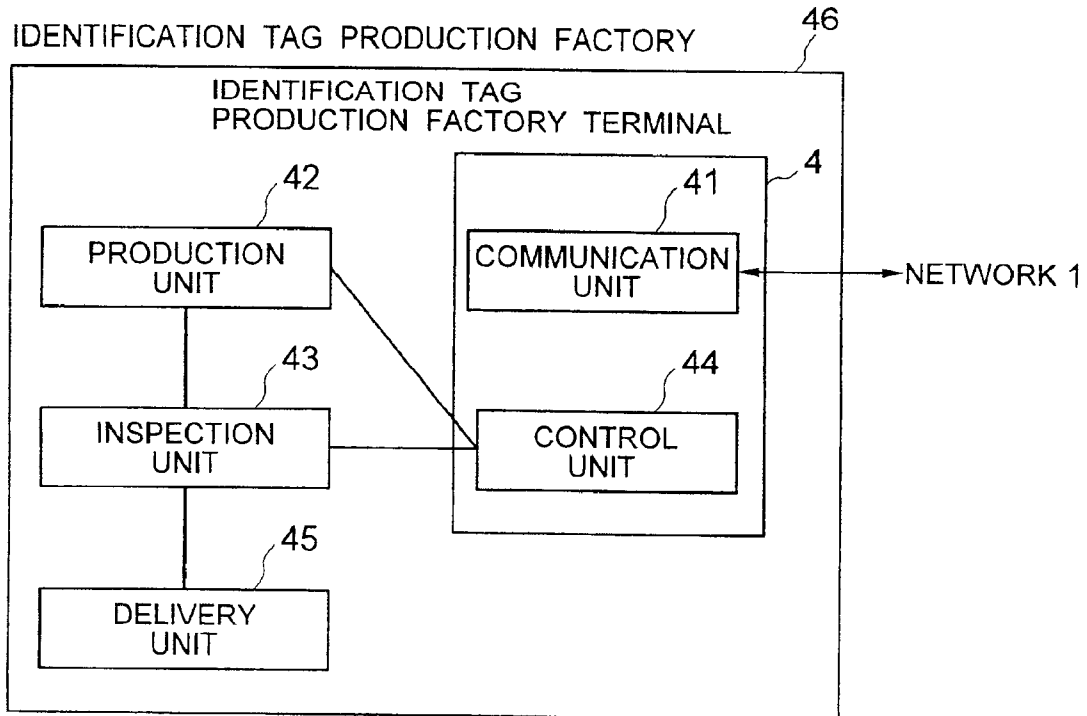 46
IDENTIFICATION TAG PRODUCTION FACTORY
IDENTIFICATION TAG
PRODUCTION FACTORY TERMINAL
4
42
PRODUCTION
UNIT
41
COMMUNICATION
UNIT
NETWORK 1
43
INSPECTION
UNIT
44
CONTROL
UNIT
45
DELIVERY
UNIT